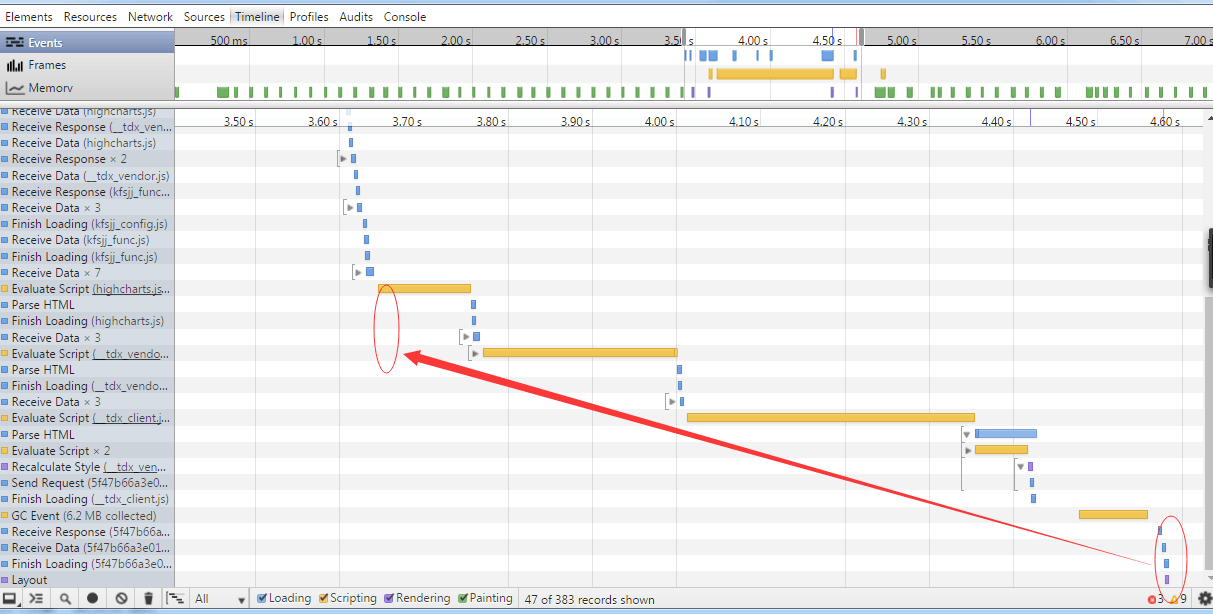 Elements Resources Network Sources Timeline Profiles Audits Console
Events
500 ms 1.00 s 1.50 s 2.00 s 2.50 s 3.00 s 3.5 s 4.00 s 4.50 s 5.00 s 5.50 s 6.00 s 6.50 s 7.00 s
Frames
Memory
3.50 s 3.60 s 3.70 s 3.80 s 3.90 s 4.00 s 4.10 s 4.20 s 4.30 s 4.40 s 4.50 s 4.60 s
Receive Data (highcharts.js)
Receive Response (__tdx_ven...
Receive Data (highcharts.js)
Receive Response × 2
Receive Data (__tdx_vendor.js)
Receive Response (kfsjj_func...
Receive Data × 3
Finish Loading (kfsjj_config.js)
Receive Data (kfsjj_func.js)
Finish Loading (kfsjj_func.js)
Receive Data × 7
Evaluate Script (highcharts.js...
Parse HTML
Finish Loading (highcharts.js)
Receive Data × 3
Evaluate Script (__tdx_vendo...
Parse HTML
Finish Loading (__tdx_vendo...
Receive Data × 3
Evaluate Script (__tdx_client.j...
Parse HTML
Evaluate Script × 2
Recalculate Style (__tdx_ven...
Send Request (5f47b66a3e0...
Finish Loading (__tdx_client.js)
GC Event (6.2 MB collected)
Receive Response (5f47b66a...
Receive Data (5f47b66a3e01...
Finish Loading (5f47b66a3e0...
Layout
All Loading Scripting Rendering Painting 47 of 383 records shown 3 9